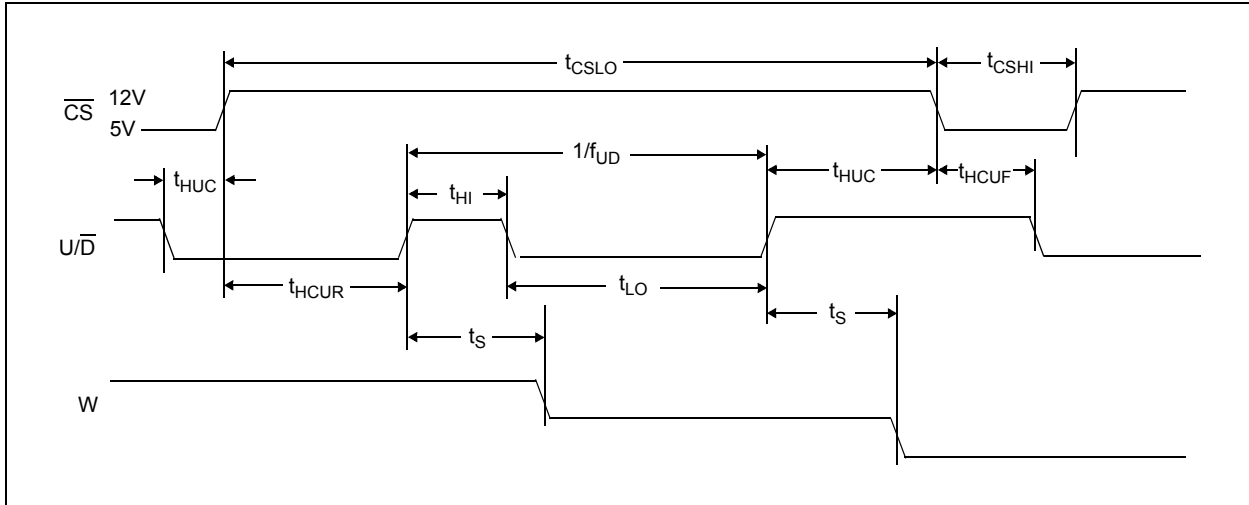 tCSLO
tCSHI
CS 12V
5V
1/fUD
tHUC
tHUC
tHCUF
tHI
U/D
tHCUR
tLO
tS
tS
W